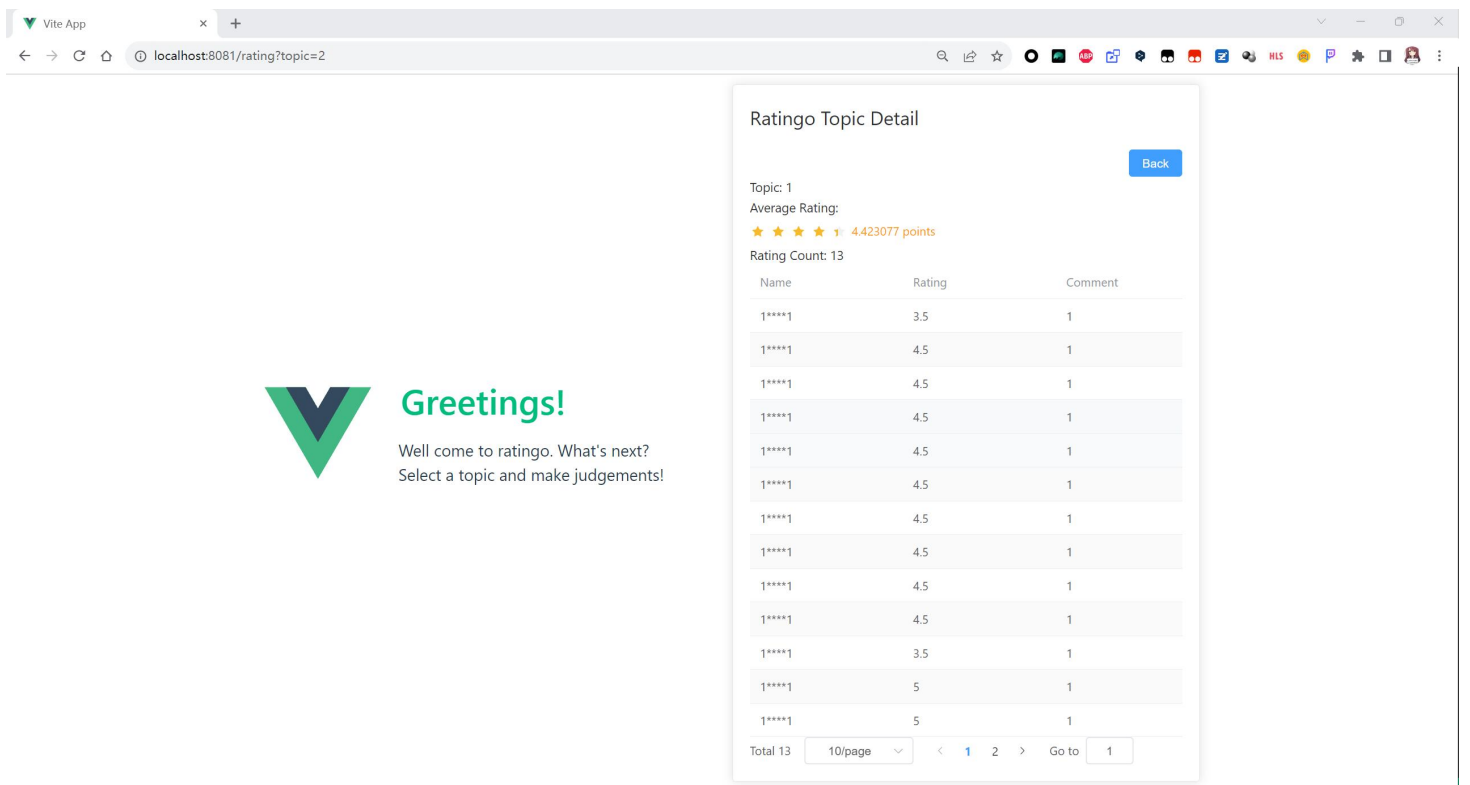 Vite App
localhost:8081/rating?topic=2
ABP
HLS
Ratingo Topic Detail
Back
Topic: 1
Average Rating:
4.423077 points
Rating Count: 13
Name Rating Comment
1****1 3.5 1
1****1 4.5 1
1****1 4.5 1
1****1 4.5 1
1****1 4.5 1
1****1 4.5 1
1****1 4.5 1
1****1 4.5 1
1****1 4.5 1
1****1 4.5 1
1****1 3.5 1
1****1 5 1
1****1 5 1
Total 13 10/page 1 2 Go to 1
Greetings!
Well come to ratingo. What's next?
Select a topic and make judgements!